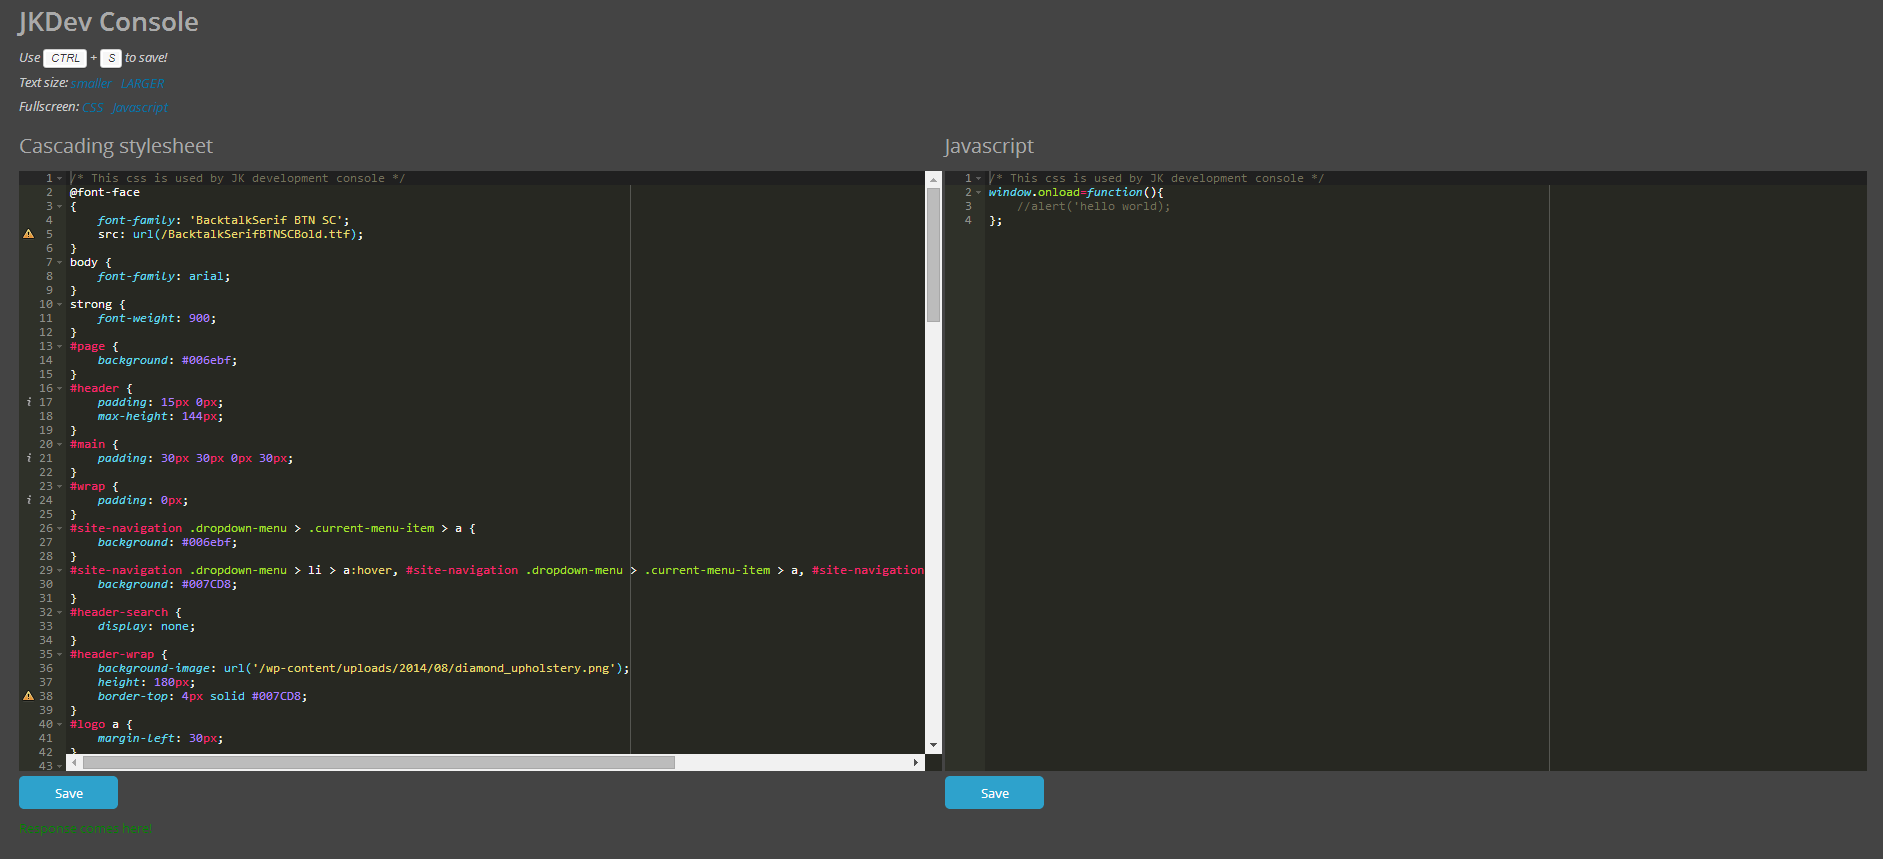 JKDev Console
Use CTRL + S to save!
Text size: smaller LARGER
Fullscreen: CSS Javascript
Cascading stylesheet
1 /* This css is used by JK development console */
2 @font-face
3 {
4 font-family: 'BacktalkSerif BTN SC';
5 src: url(/BacktalkSerifBTNSCBold.ttf);
6 }
7 body {
8 font-family: arial;
9 }
10 strong {
11 font-weight: 900;
12 }
13 #page {
14 background: #006ebf;
15 }
16 #header {
17 padding: 15px 0px;
18 max-height: 144px;
19 }
20 #main {
21 padding: 30px 30px 0px 30px;
22 }
23 #wrap {
24 padding: 0px;
25 }
26 #site-navigation .dropdown-menu > .current-menu-item > a {
27 background: #006ebf;
28 }
29 #site-navigation .dropdown-menu > li > a:hover, #site-navigation .dropdown-menu > .current-menu-item > a, #site-navigation
30 background: #007CD8;
31 }
32 #header-search {
33 display: none;
34 }
35 #header-wrap {
36 background-image: url('/wp-content/uploads/2014/08/diamond_upholstery.png');
37 height: 180px;
38 border-top: 4px solid #007CD8;
39 }
40 #logo a {
41 margin-left: 30px;
42 }
43
Save
Response comes here!
Javascript
1 /* This css is used by JK development console */
2 window.onload=function(){
3 //alert('hello world);
4 };
Save